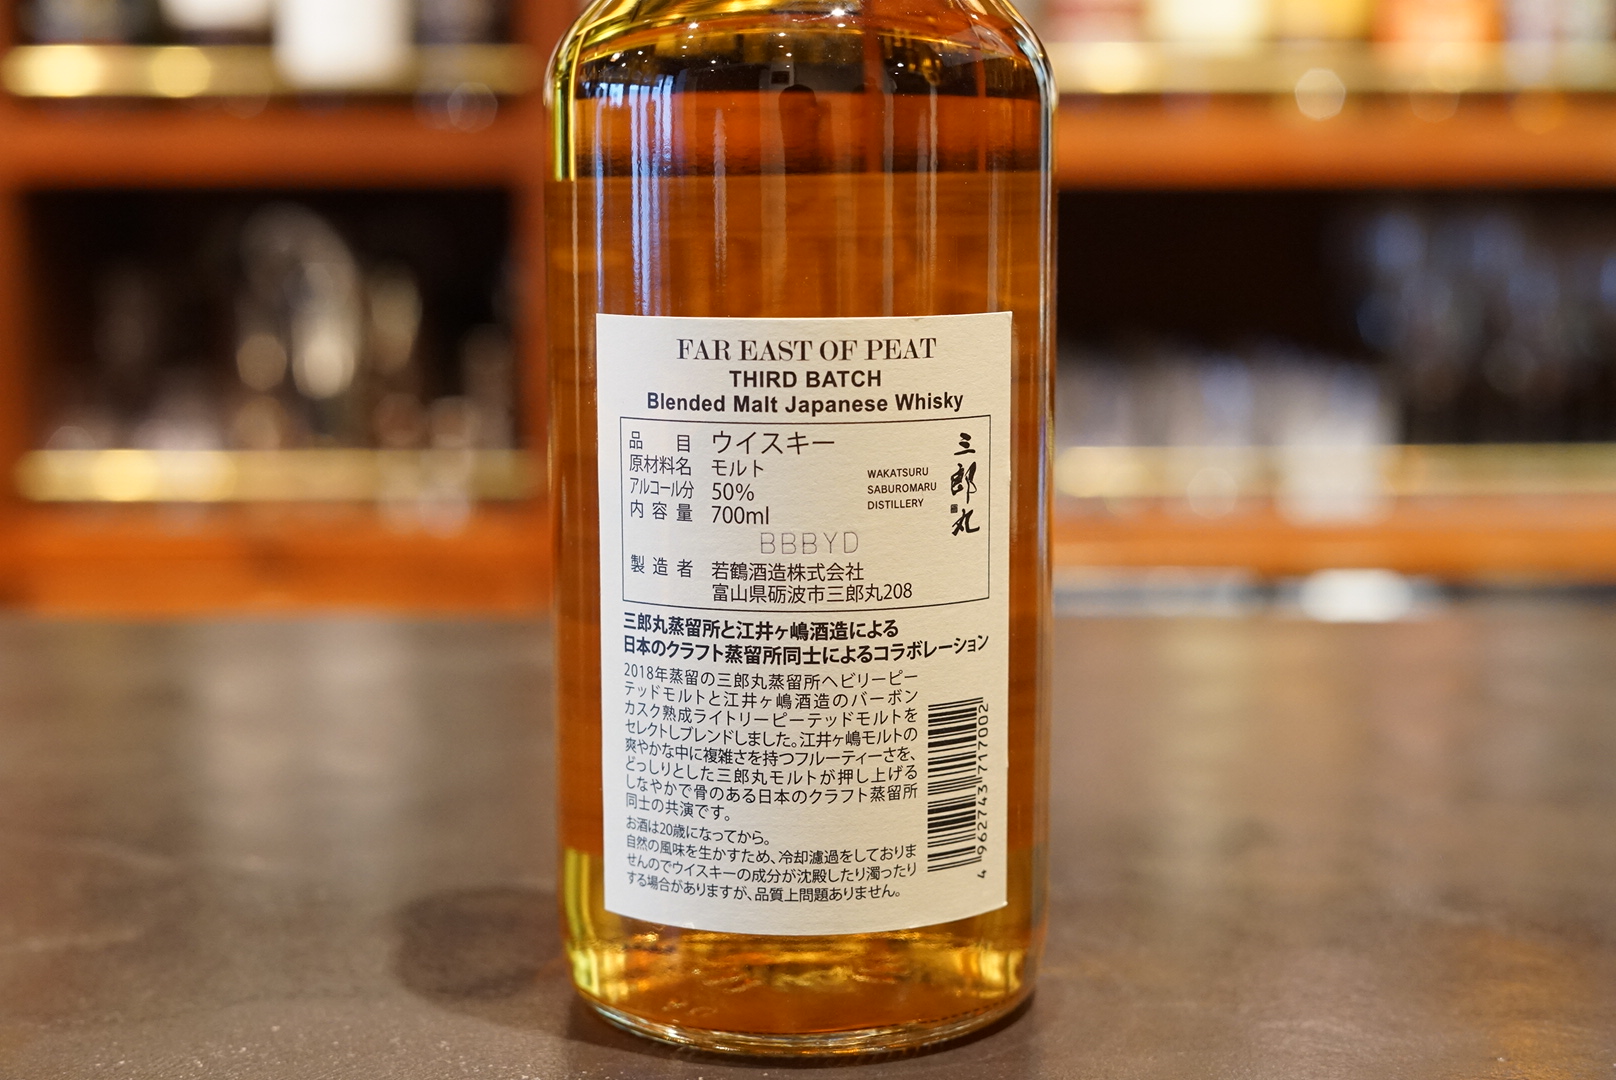 FAR EAST OF PEAT
THIRD BATCH
Blended Malt Japanese Whisky
品目 ウイスキー
原材料名 モルト
アルコール分 50%
内容量 700ml
WAKATSURU
SABUROMARU
DISTILLERY
三郎丸
BBBYD
製造者 若鶴酒造株式会社
富山県砺波市三郎丸208
三郎丸蒸留所と江井ヶ嶋酒造による
日本のクラフト蒸留所同士によるコラボレーション
2018年蒸留の三郎丸蒸留所ヘビリーピー
テッドモルトと江井ヶ嶋酒造のバーボン
カスク熟成ライトリーピーテッドモルトを
セレクトしブレンドしました。江井ヶ嶋モルトの
爽やかな中に複雑さを持つフルーティーさを、
どっしりとした三郎丸モルトが押し上げる
しなやかで骨のある日本のクラフト蒸留所
同士の共演です。
お酒は20歳になってから。
自然の風味を生かすため、冷却濾過をしておりま
せんのでウイスキーの成分が沈殿したり濁ったり
する場合がありますが、品質上問題ありません。
4 962743 717002